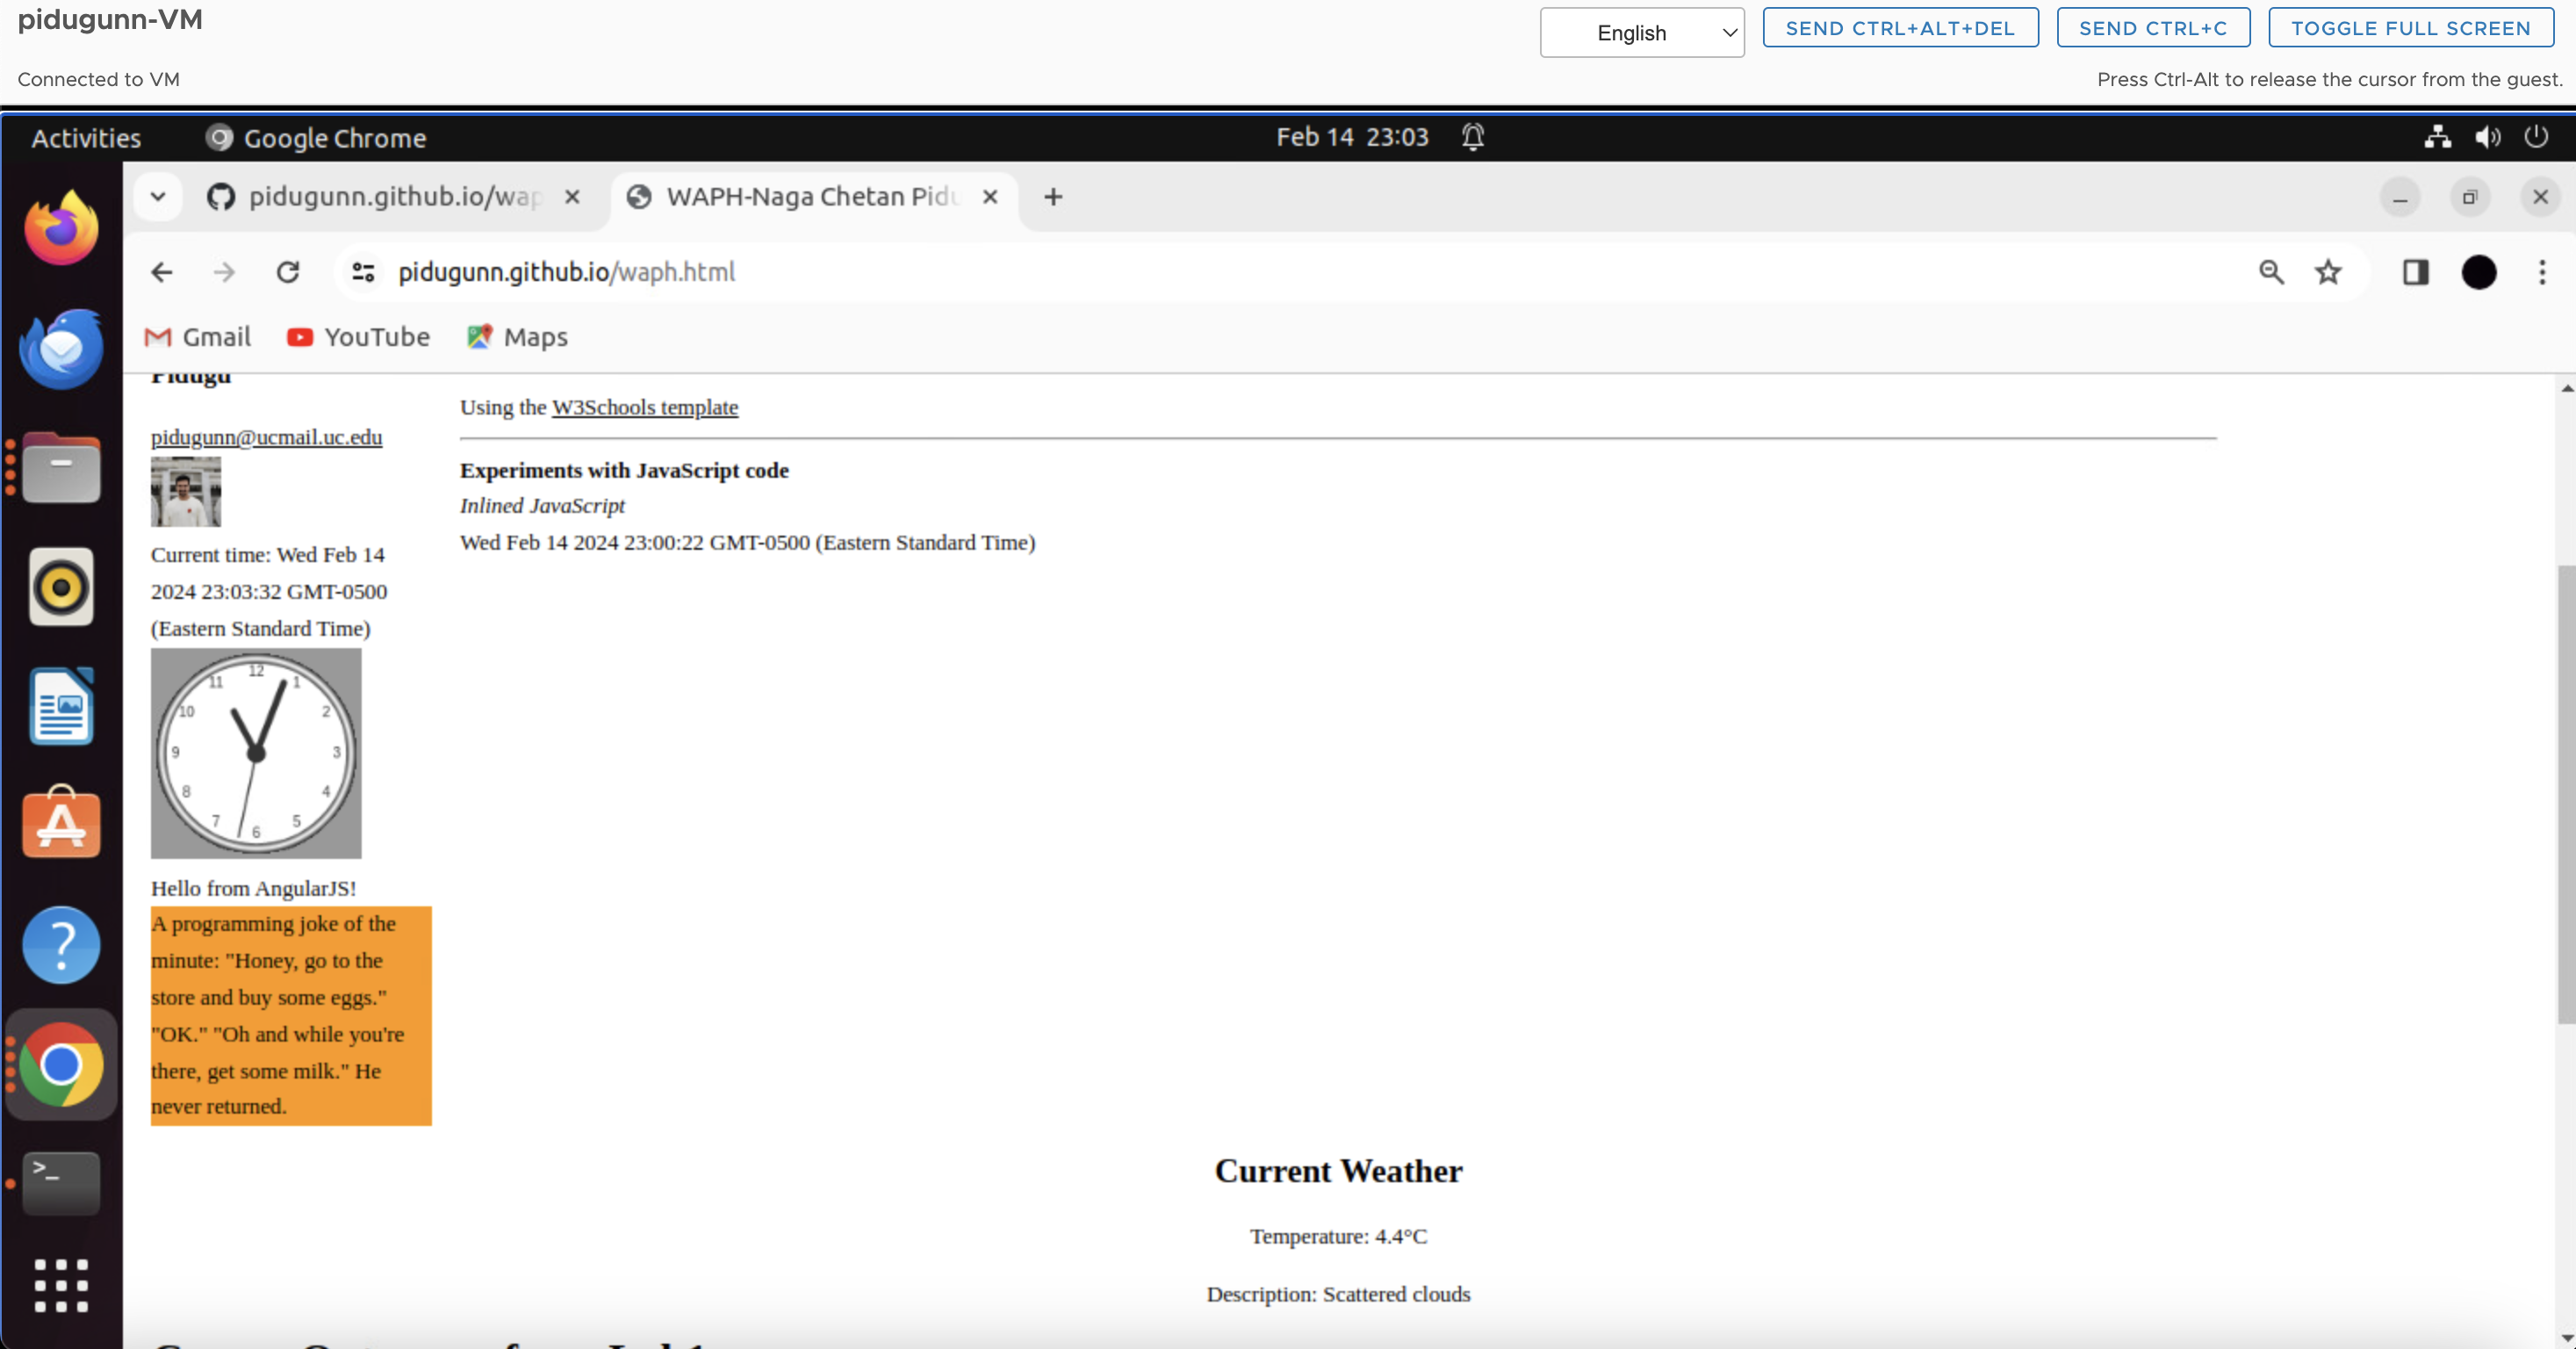 pidugunn-VM
English
SEND CTRL+ALT+DEL
SEND CTRL+C
TOGGLE FULL SCREEN
Connected to VM
Press Ctrl-Alt to release the cursor from the guest.
Activities
Google Chrome
Feb 14 23:03
pidugunn.github.io/wap
WAPH-Naga Chetan Pidu
pidugunn.github.io/waph.html
Gmail
YouTube
Maps
Pidugu
pidugunn@ucmail.uc.edu
Current time: Wed Feb 14
2024 23:03:32 GMT-0500
(Eastern Standard Time)
12
1
2
3
4
5
6
7
8
9
10
11
Hello from AngularJS!
A programming joke of the
minute: "Honey, go to the
store and buy some eggs."
"OK." "Oh and while you're
there, get some milk." He
never returned.
Using the W3Schools template
Experiments with JavaScript code
Inlined JavaScript
Wed Feb 14 2024 23:00:22 GMT-0500 (Eastern Standard Time)
Current Weather
Temperature: 4.4°C
Description: Scattered clouds